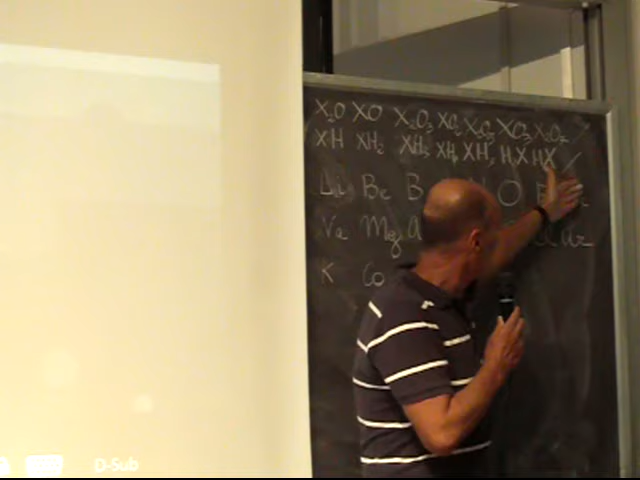 X₂O XO X₂O₃ XO₂ X₂O₅ XO₃ X₂O₇
XH XH₂ XH₃ XH₄ XH₃ H₂X HX
Li Be B N O
Na Mg Ar
K Ca
D-Sub